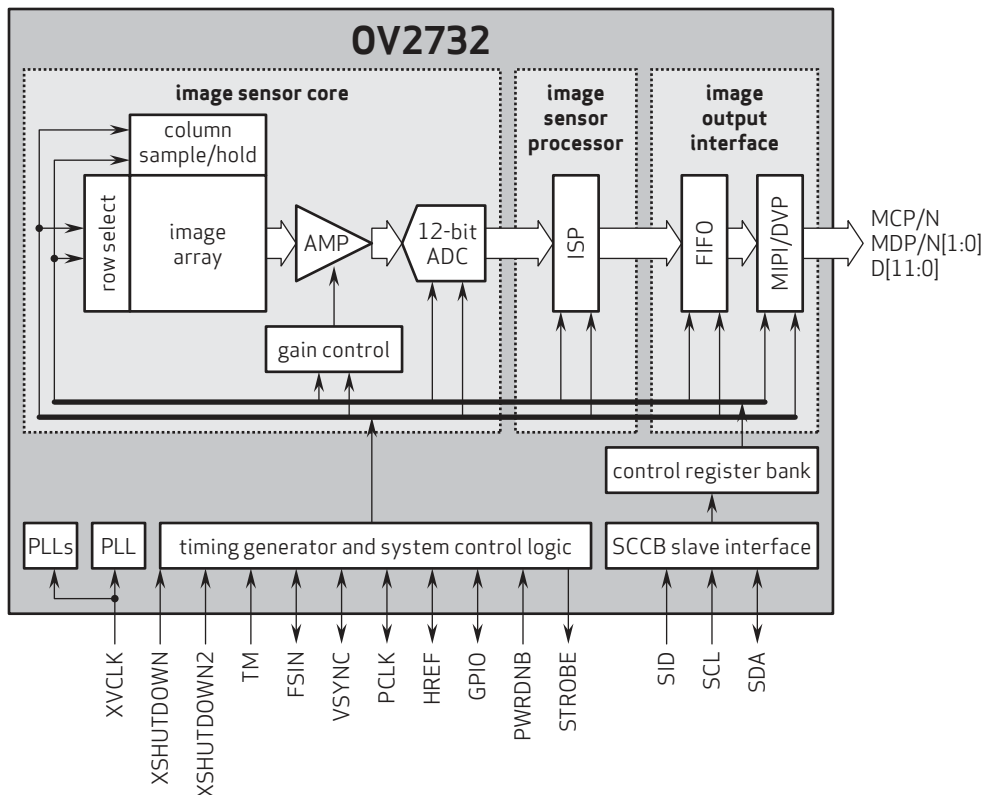 OV2732
image sensor core
image
sensor
processor
image
output
interface
column
sample/hold
row select
image
array
AMP
12-bit
ADC
gain control
ISP
FIFO
MIPI/DVP
MCP/N
MDP/N[1:0]
D[11:0]
control register bank
PLLs
PLL
timing generator and system control logic
SCCB slave interface
XVCLK
XSHUTDOWN
XSHUTDOWN2
TM
FSIN
VSYNC
PCLK
HREF
GPIO
PWRDNB
STROBE
SID
SCL
SDA